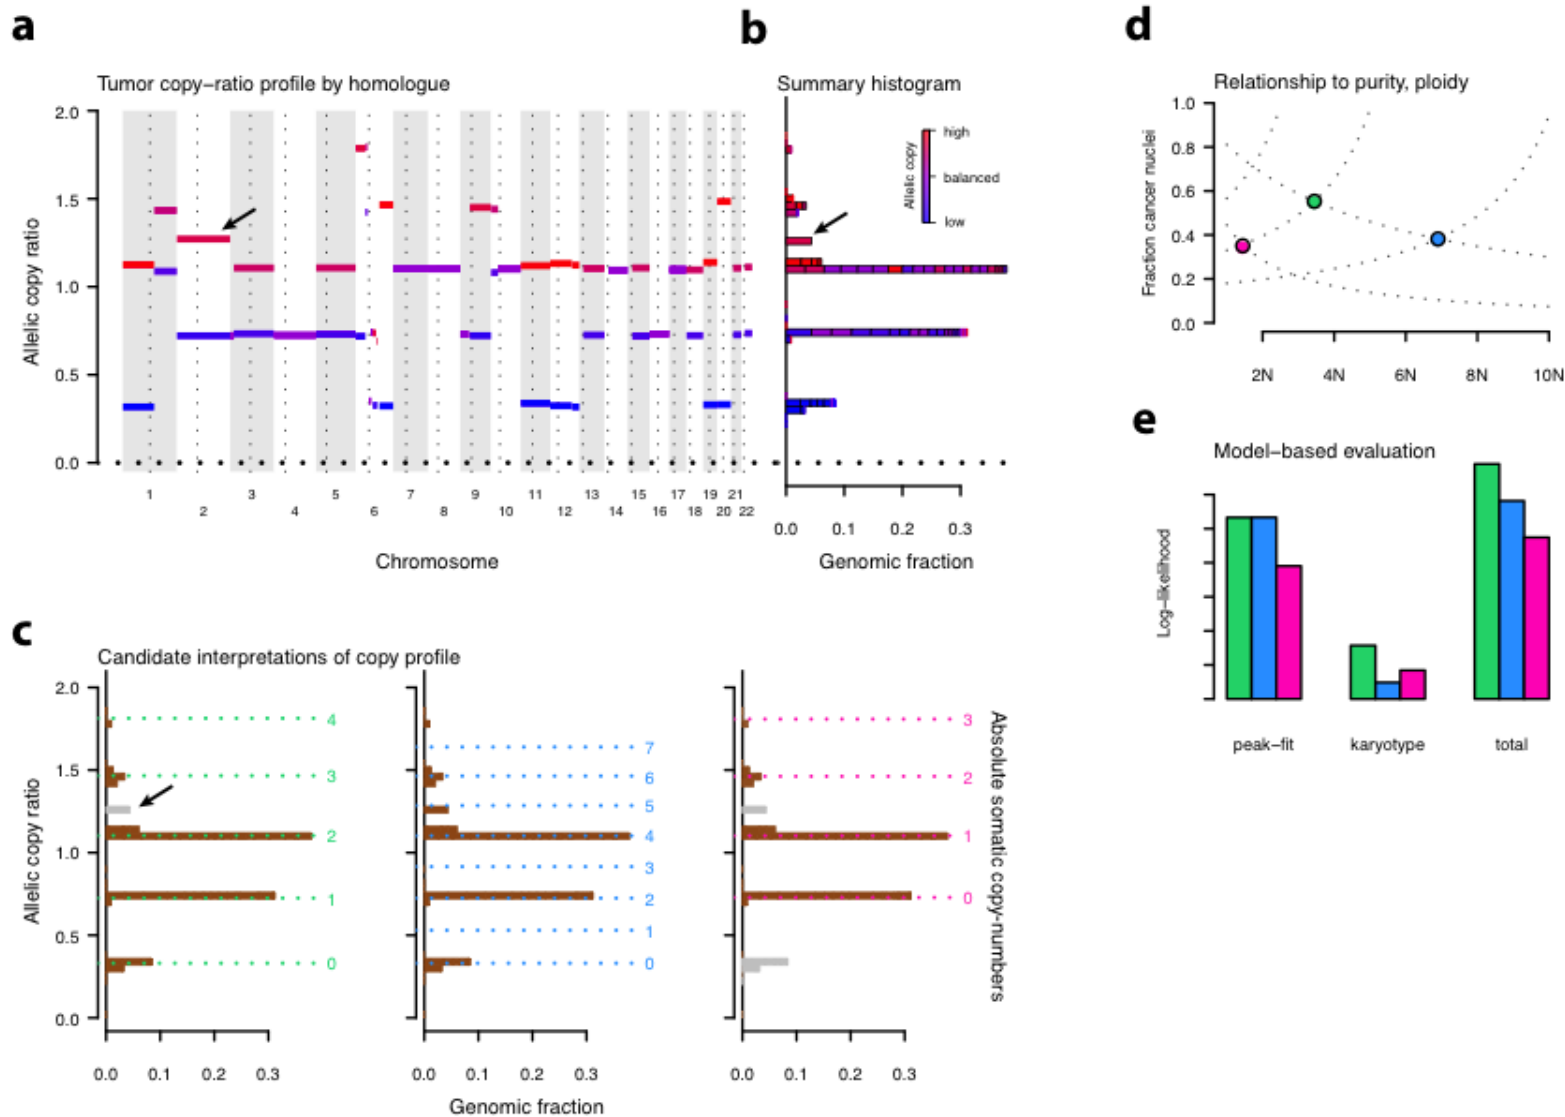 a
Tumor copy-ratio profile by homologue
Allelic copy ratio
2.0
1.5
1.0
0.5
0.0
1 3 5 7 9 11 13 15 17 19 21
2 4 6 8 10 12 14 16 18 20 22
Chromosome
b
Summary histogram
Allelic copy
high
balanced
low
0.0 0.1 0.2 0.3
Genomic fraction
c
Candidate interpretations of copy profile
Allelic copy ratio
2.0
1.5
1.0
0.5
0.0
4
3
2
1
0
0.0 0.1 0.2 0.3
7
6
5
4
3
2
1
0
0.0 0.1 0.2 0.3
3
2
1
0
0.0 0.1 0.2 0.3
Absolute somatic copy-numbers
Genomic fraction
d
Relationship to purity, ploidy
Fraction cancer nuclei
1.0
0.8
0.6
0.4
0.2
0.0
2N 4N 6N 8N 10N
e
Model-based evaluation
Log-likelihood
peak-fit karyotype total